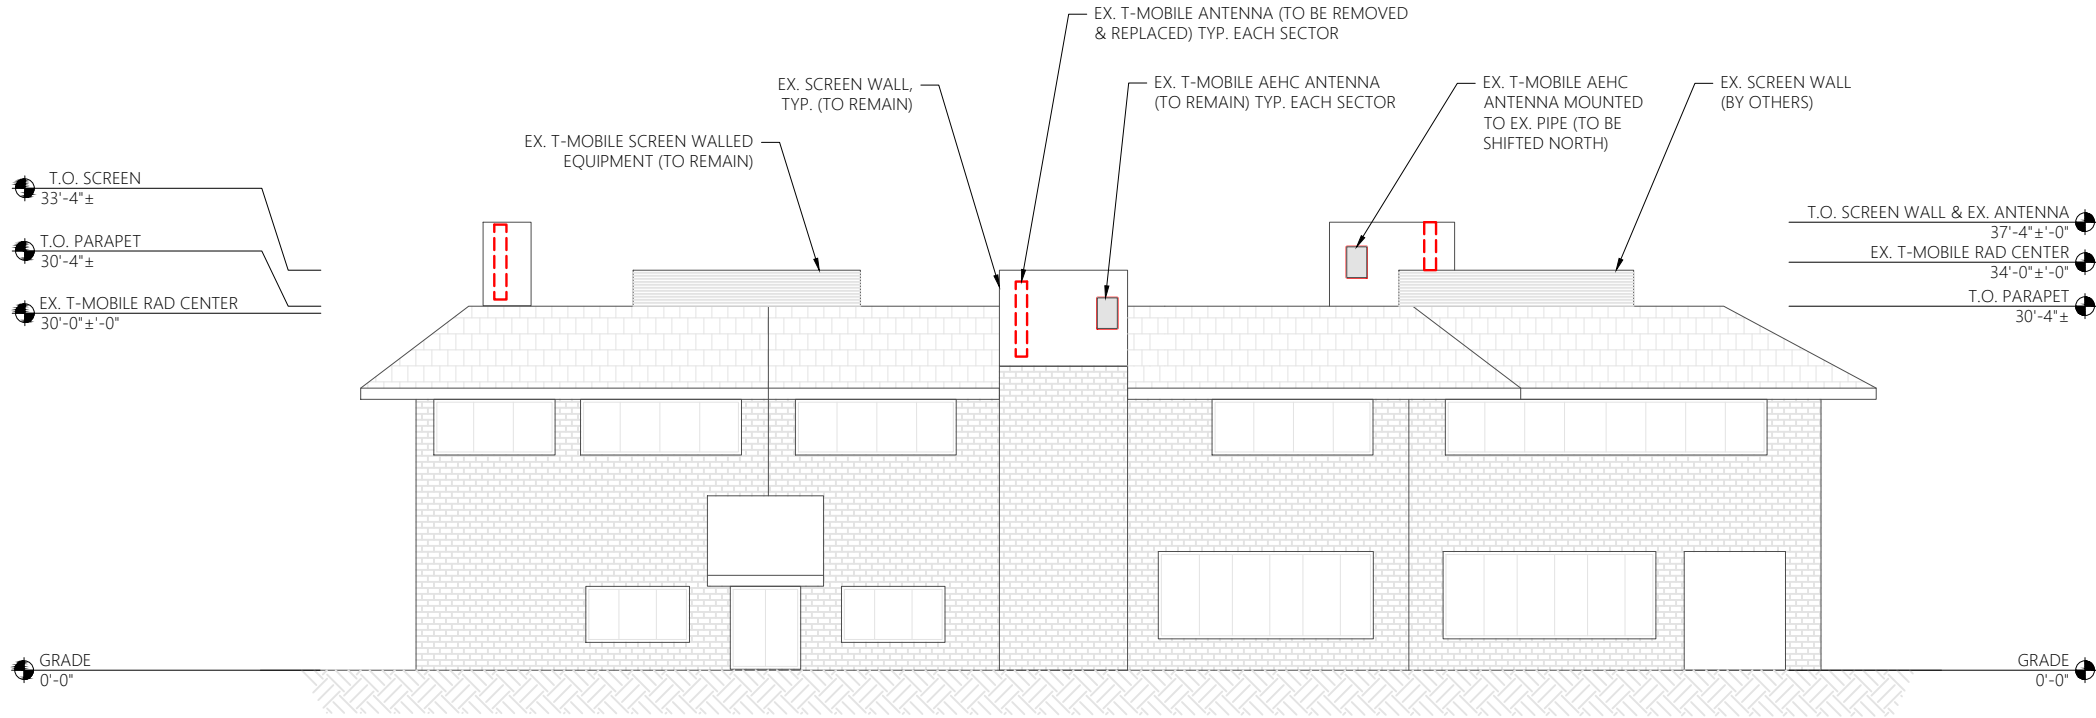 EX. T-MOBILE ANTENNA (TO BE REMOVED
& REPLACED) TYP. EACH SECTOR
EX. SCREEN WALL,
TYP. (TO REMAIN)
EX. T-MOBILE AEHC ANTENNA
(TO REMAIN) TYP. EACH SECTOR
EX. T-MOBILE AEHC
ANTENNA MOUNTED
TO EX. PIPE (TO BE
SHIFTED NORTH)
EX. SCREEN WALL
(BY OTHERS)
EX. T-MOBILE SCREEN WALLED
EQUIPMENT (TO REMAIN)
T.O. SCREEN
33'-4"±
T.O. PARAPET
30'-4"±
EX. T-MOBILE RAD CENTER
30'-0"±'-0"
T.O. SCREEN WALL & EX. ANTENNA
37'-4"±'-0"
EX. T-MOBILE RAD CENTER
34'-0"±'-0"
T.O. PARAPET
30'-4"±
GRADE
0'-0"
GRADE
0'-0"